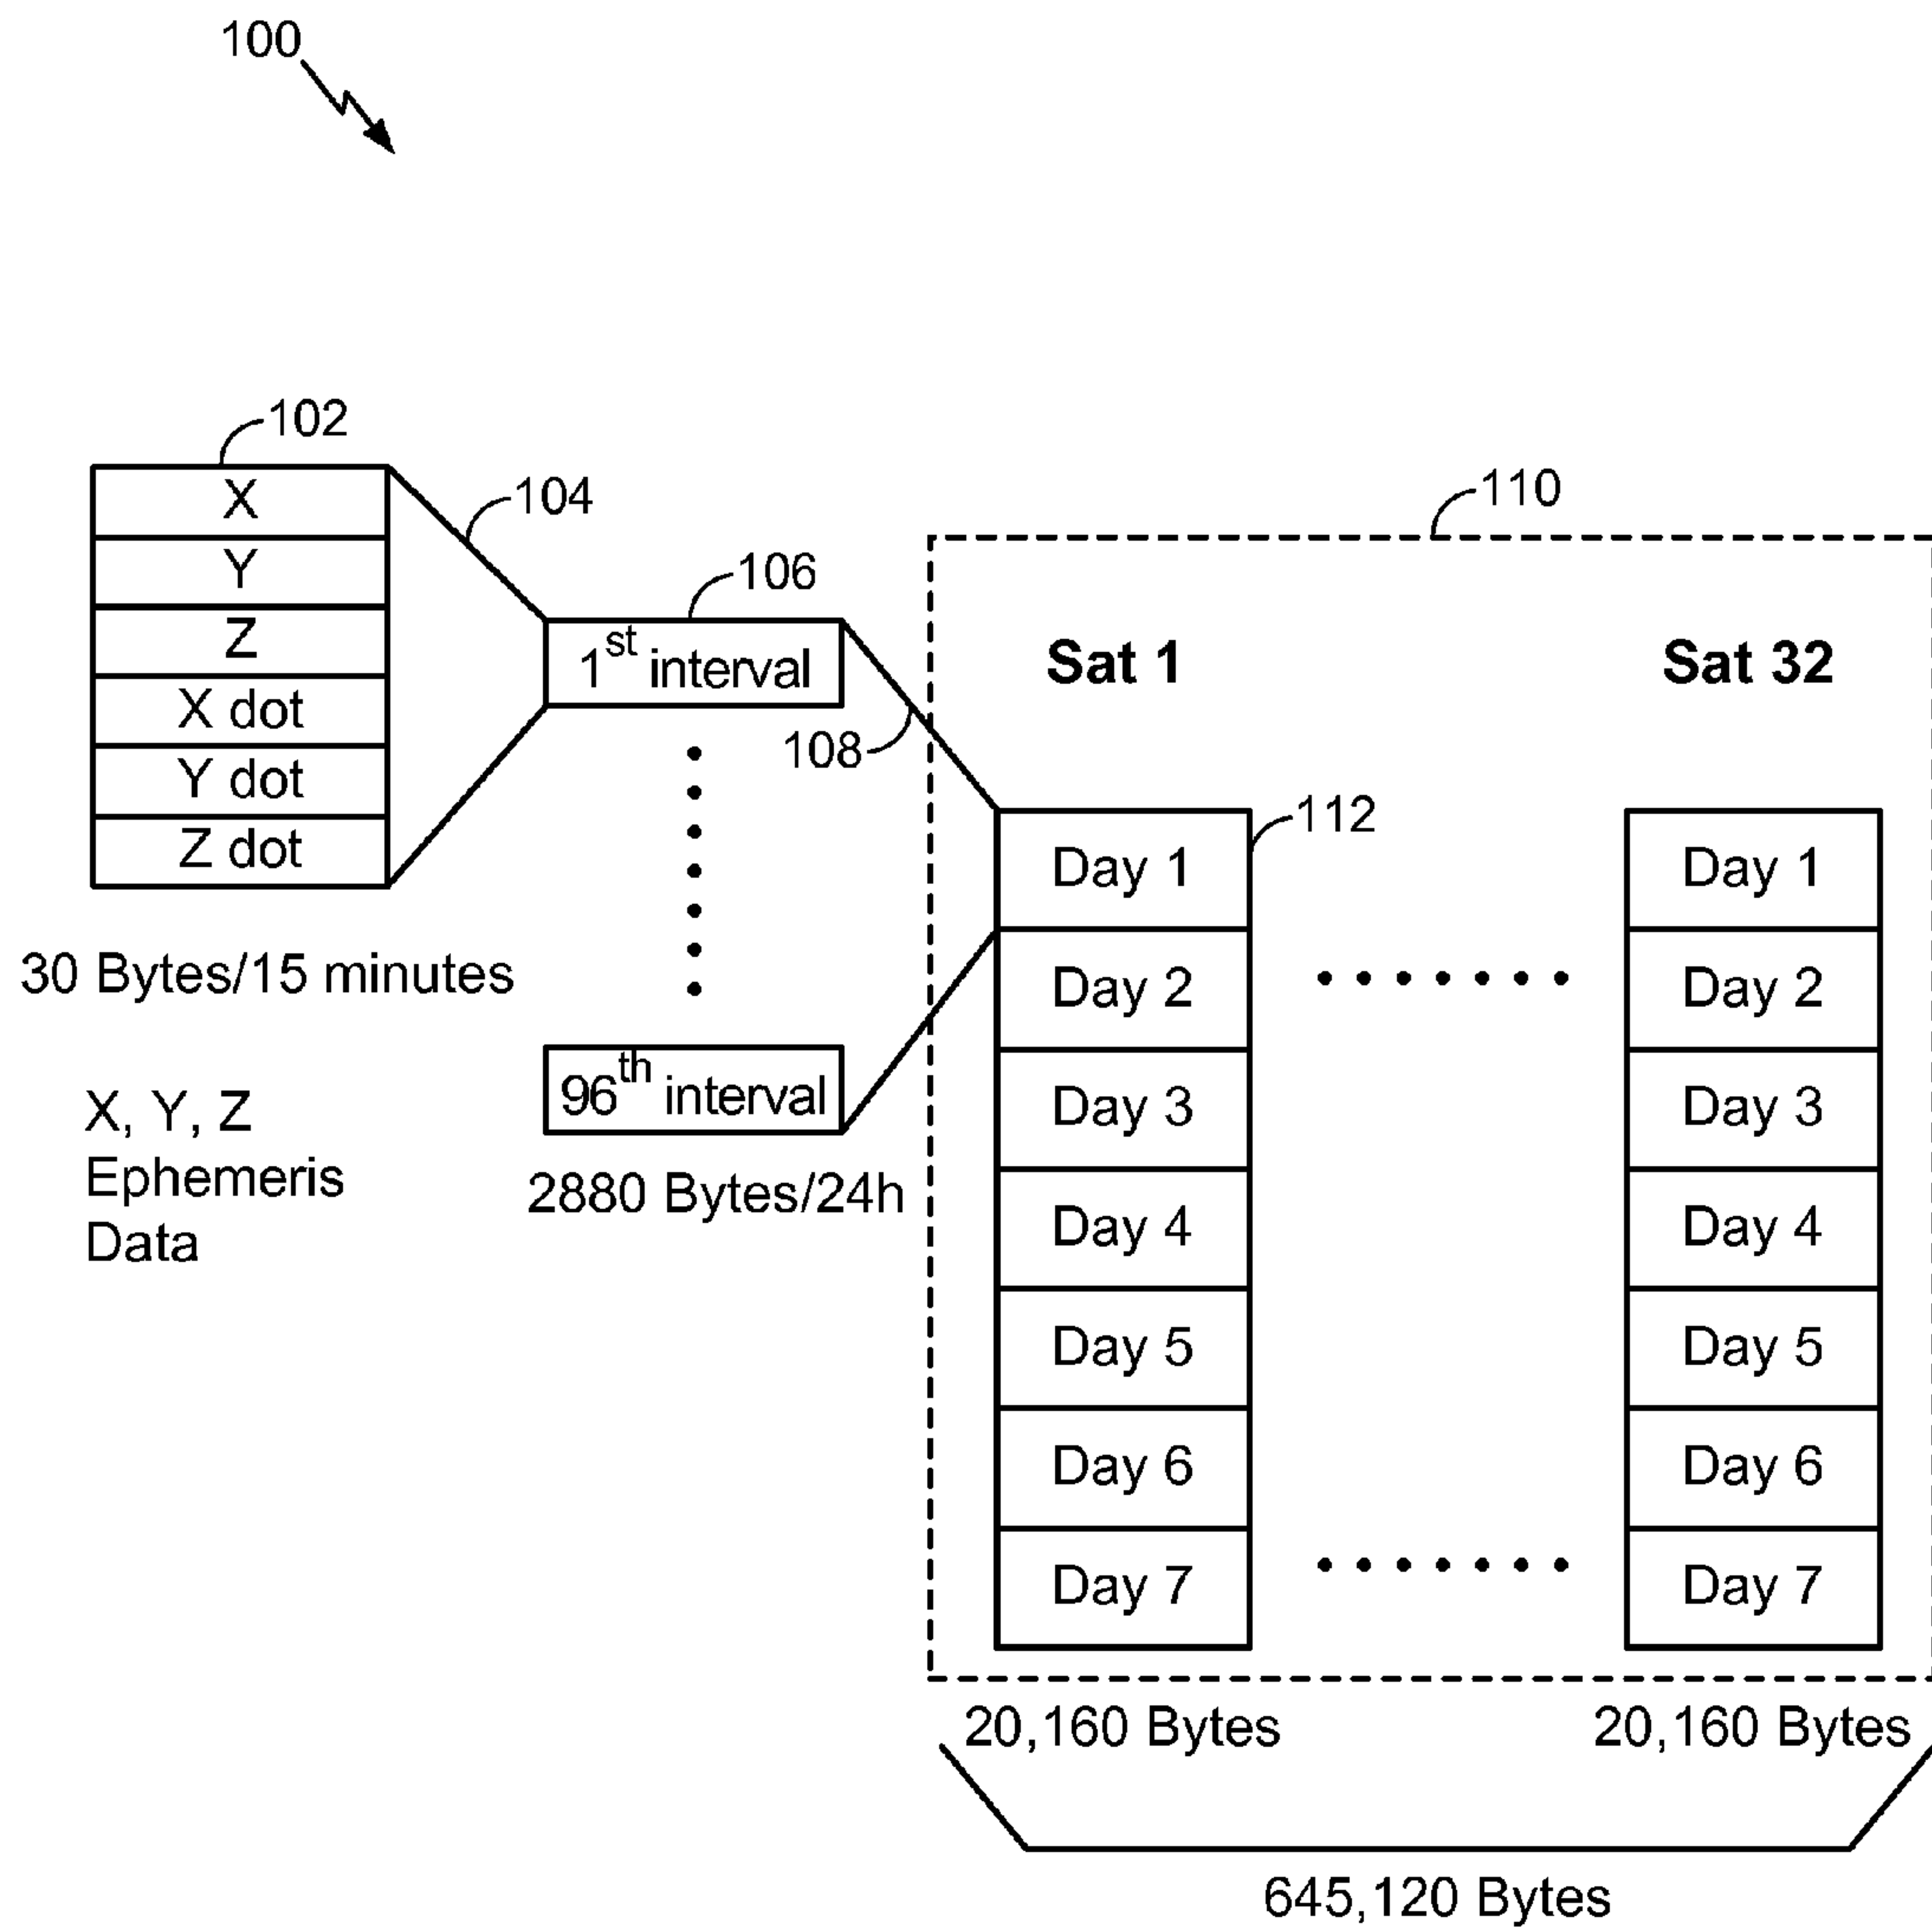 100
102
X
Y
Z
X dot
Y dot
Z dot
30 Bytes/15 minutes
X, Y, Z
Ephemeris
Data
104
106
1st interval
96th interval
2880 Bytes/24h
108
110
Sat 1
Sat 32
112
Day 1
Day 2
Day 3
Day 4
Day 5
Day 6
Day 7
Day 1
Day 2
Day 3
Day 4
Day 5
Day 6
Day 7
20,160 Bytes
20,160 Bytes
645,120 Bytes